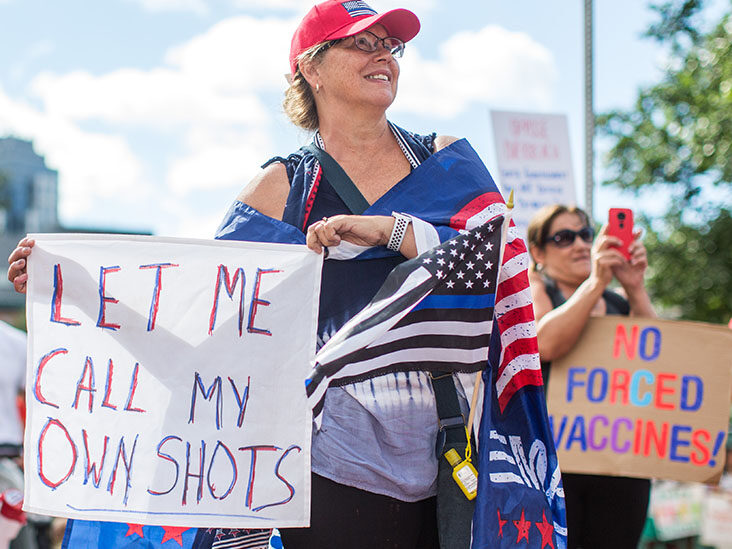 LET ME
CALL MY
OWN SHOTS
NO
FORCED
VACCINES!